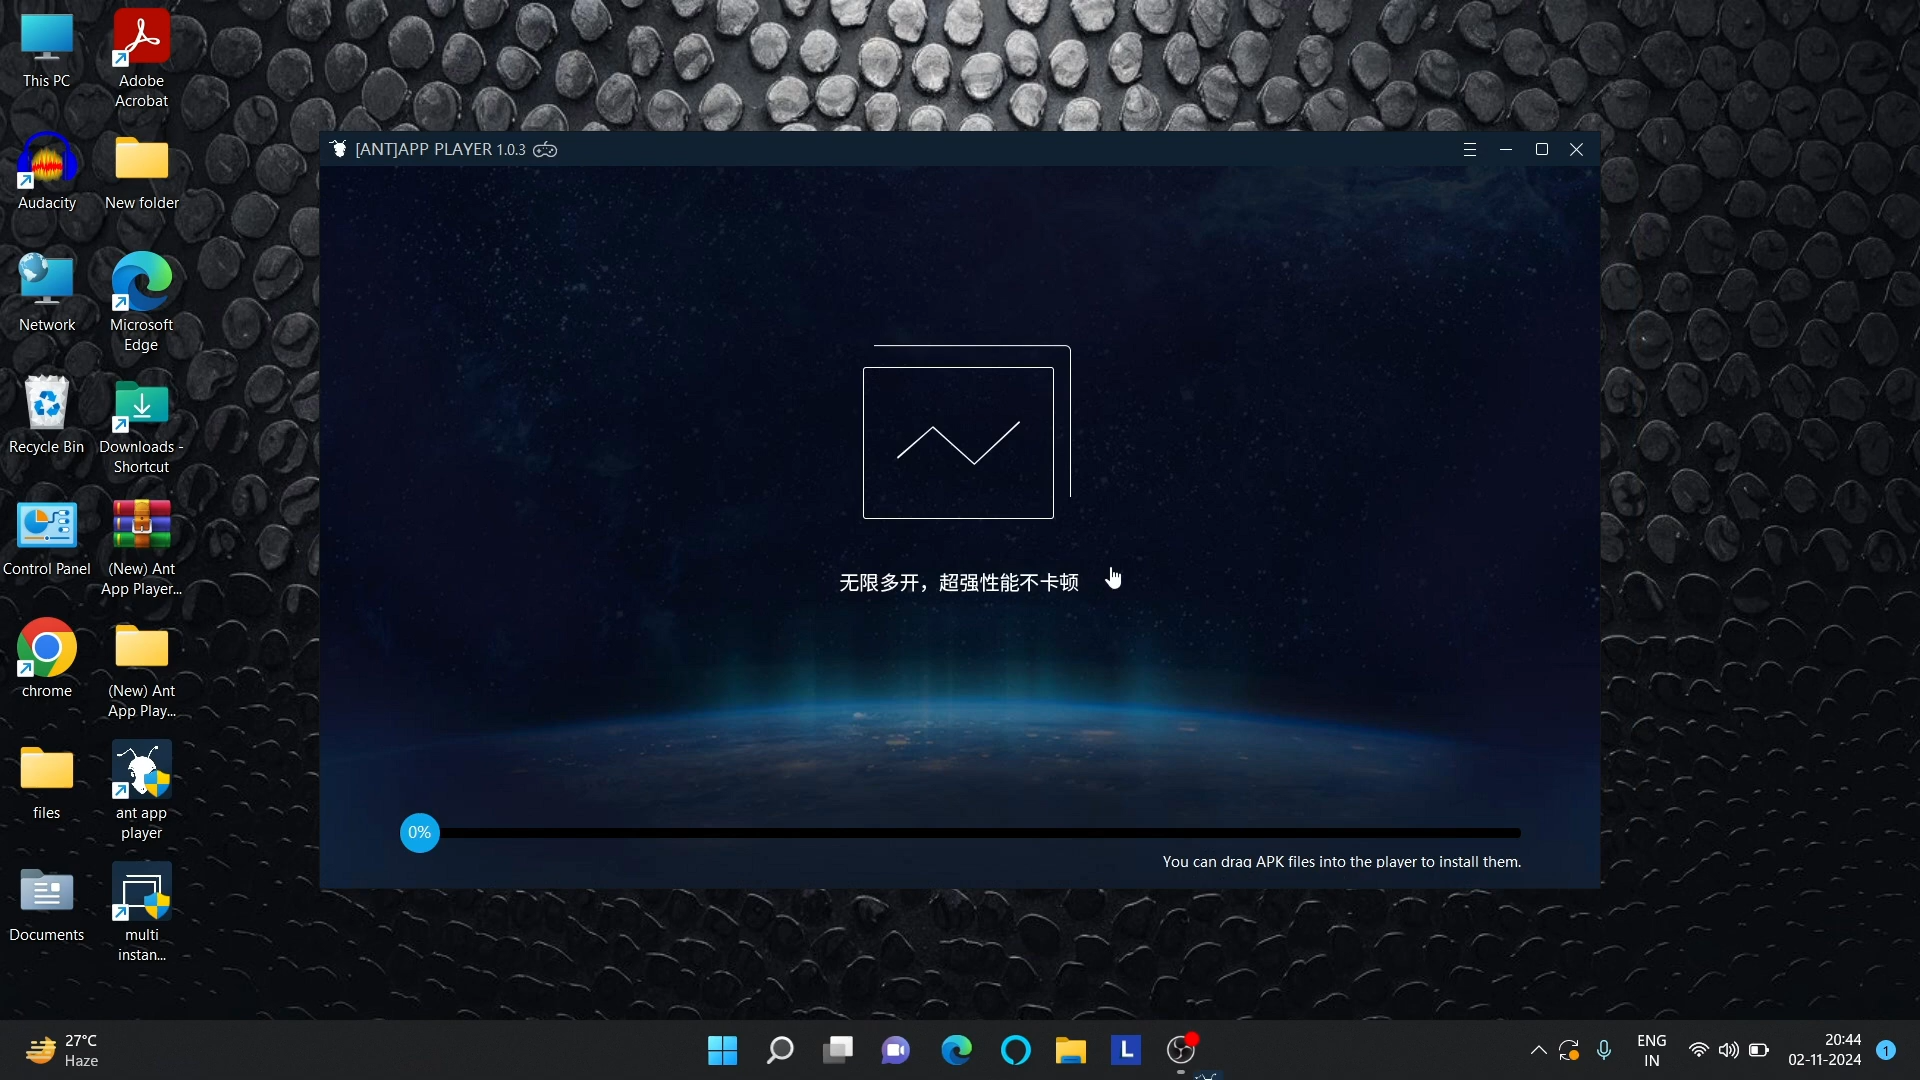 This PC
Adobe
Acrobat
Audacity
New folder
Network
Microsoft
Edge
Recycle Bin
Downloads -
Shortcut
Control Panel
(New) Ant
App Player...
chrome
(New) Ant
App Play...
files
ant app
player
Documents
multi
instan...
[ANT]APP PLAYER 1.0.3
无限多开，超强性能不卡顿
0%
You can drag APK files into the player to install them.
27°C
Haze
L
ENG
IN
20:44
02-11-2024
1